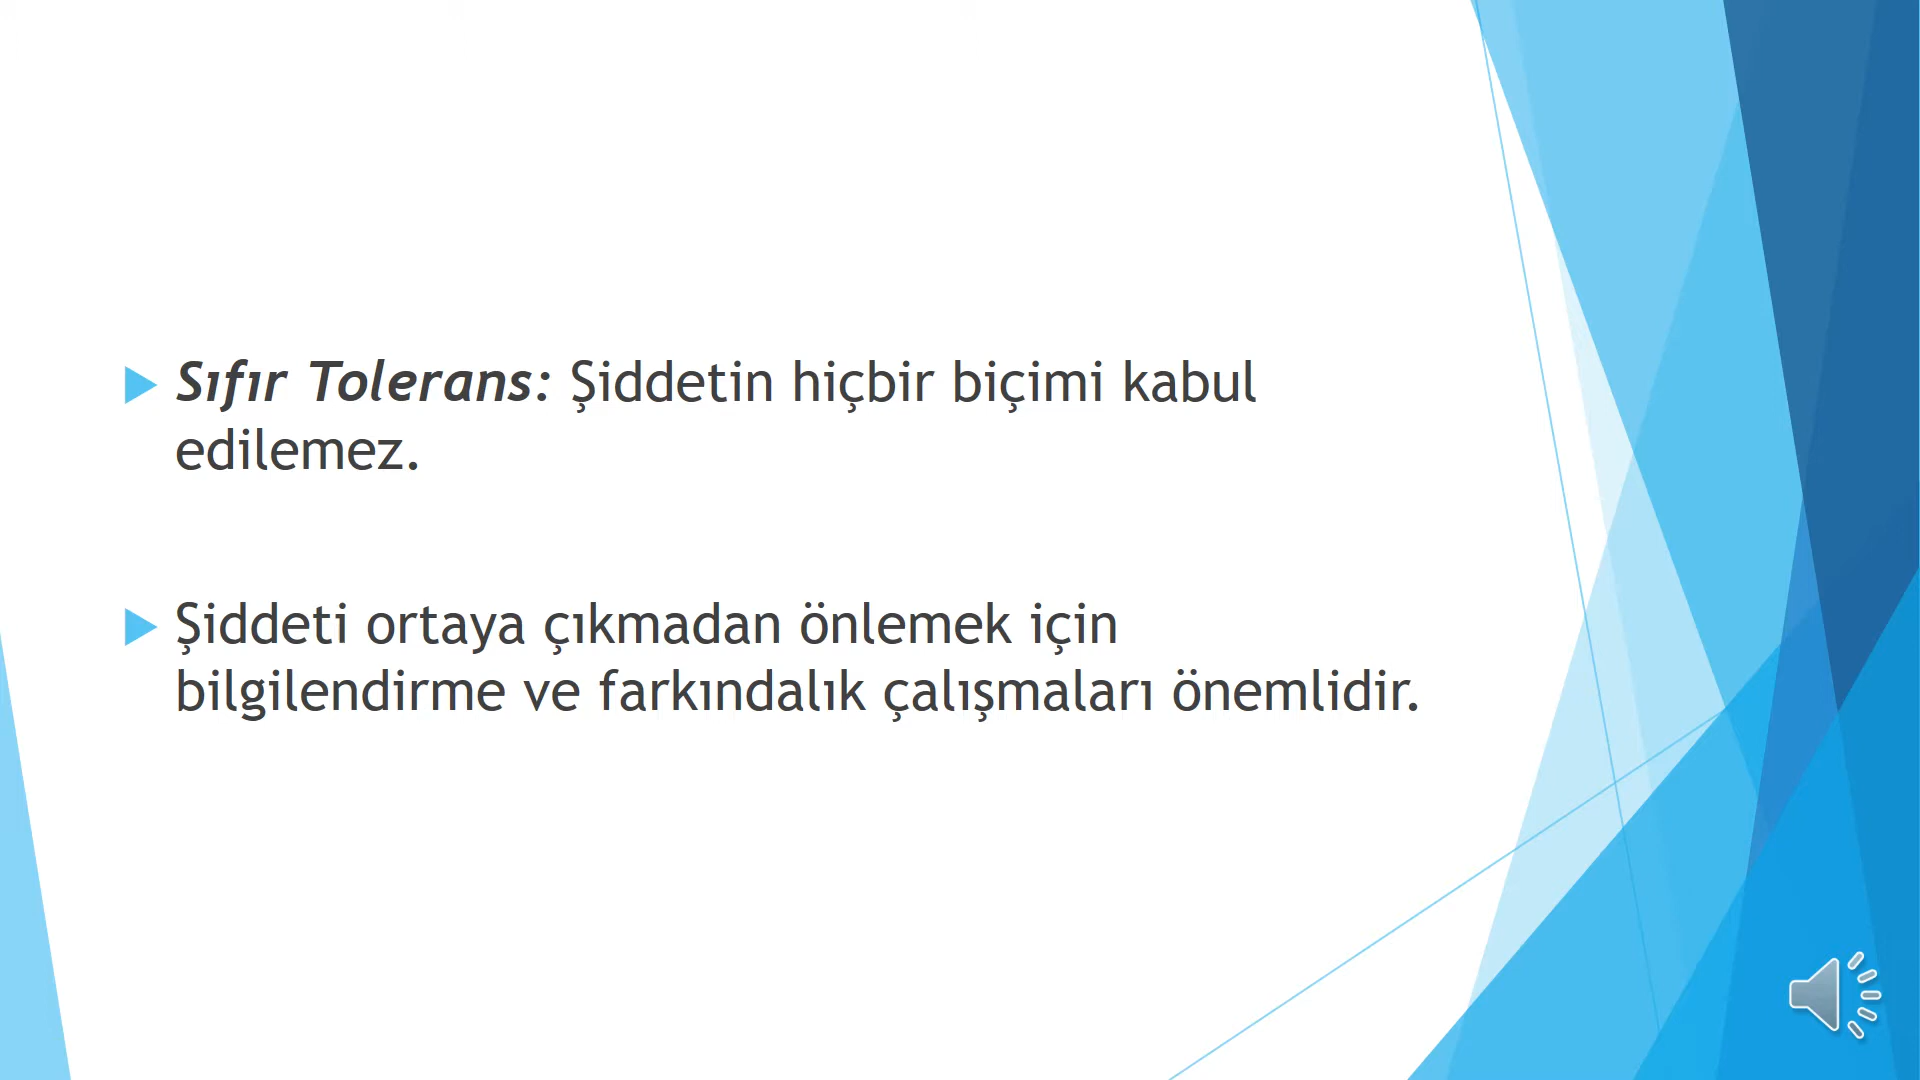 Sıfır Tolerans: Şiddetin hiçbir biçimi kabul
edilemez.
Şiddeti ortaya çıkmadan önlemek için
bilgilendirme ve farkındalık çalışmaları önemlidir.